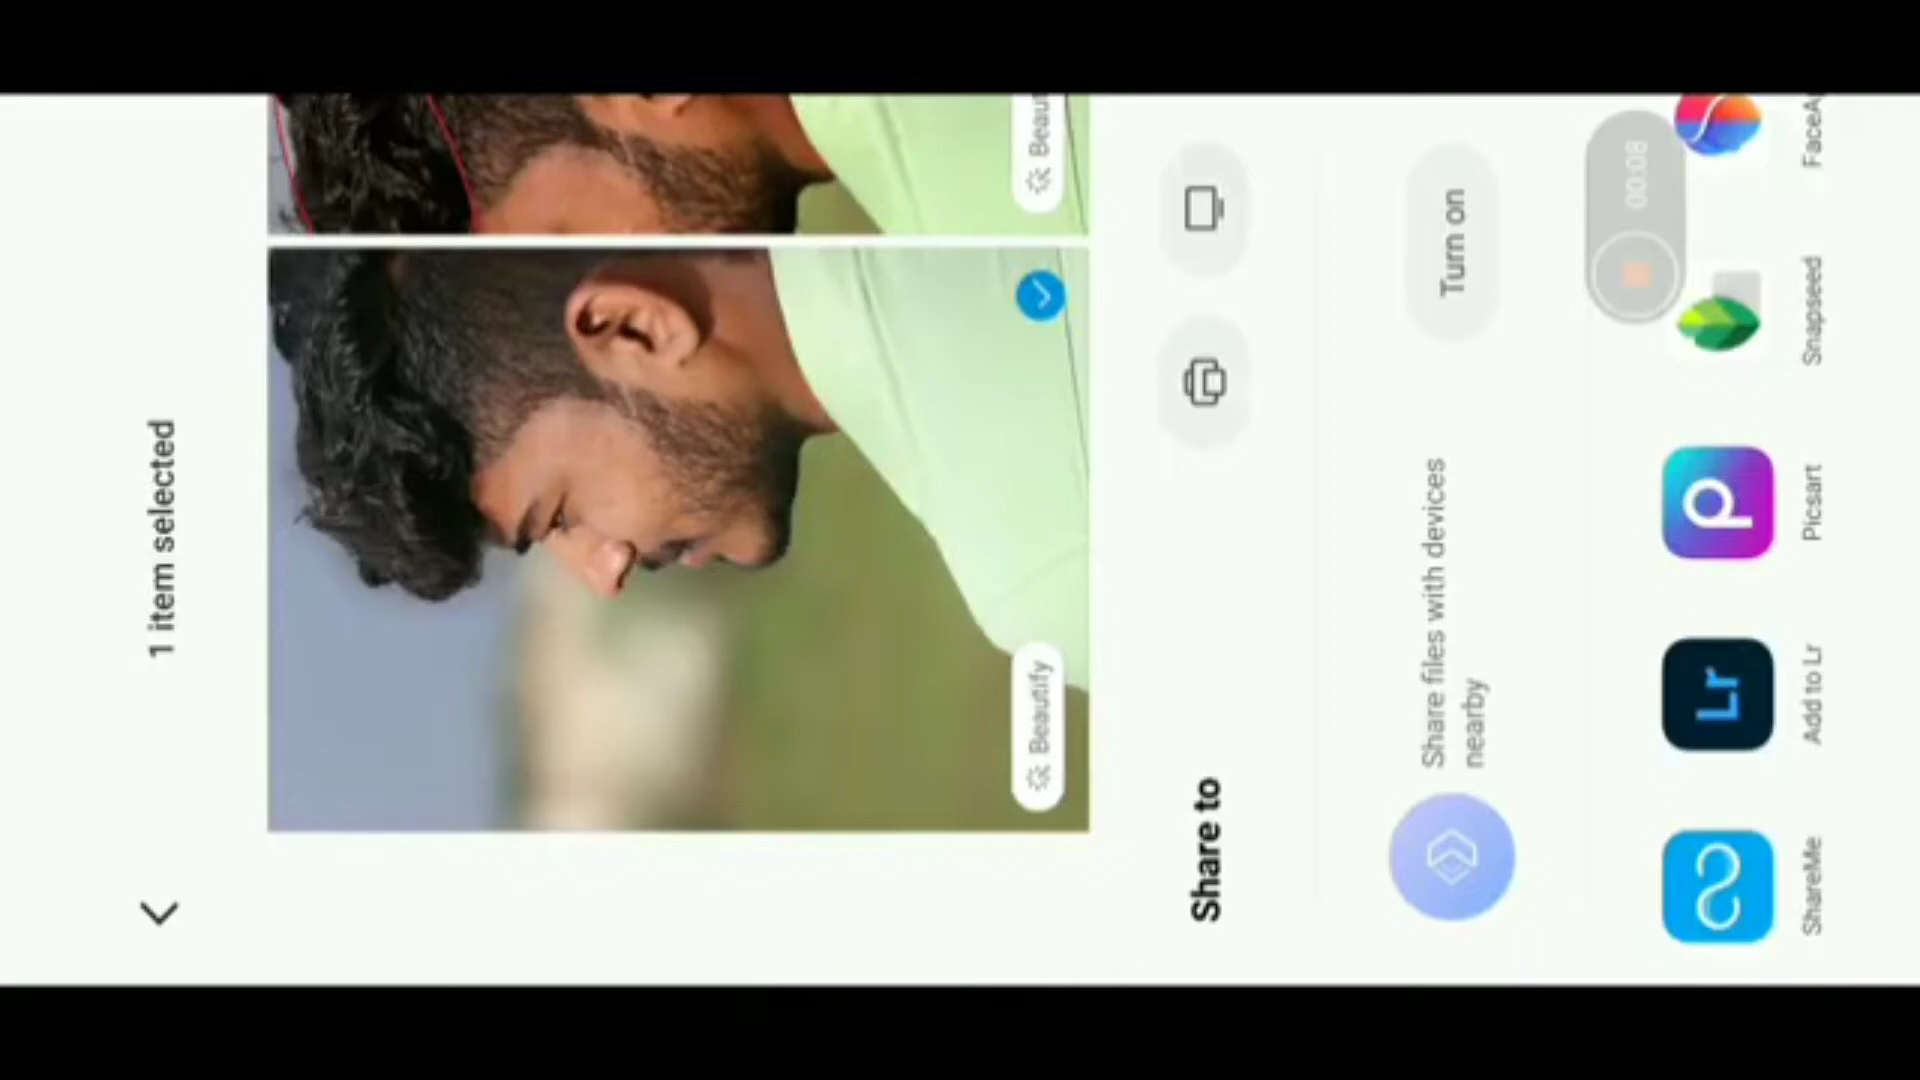 1 item selected
Beautify
Beau
Share to
Share files with devices
nearby
Turn on
00:08
Lr
ShareMe
Add to Lr
Picsart
Snapseed
FaceA